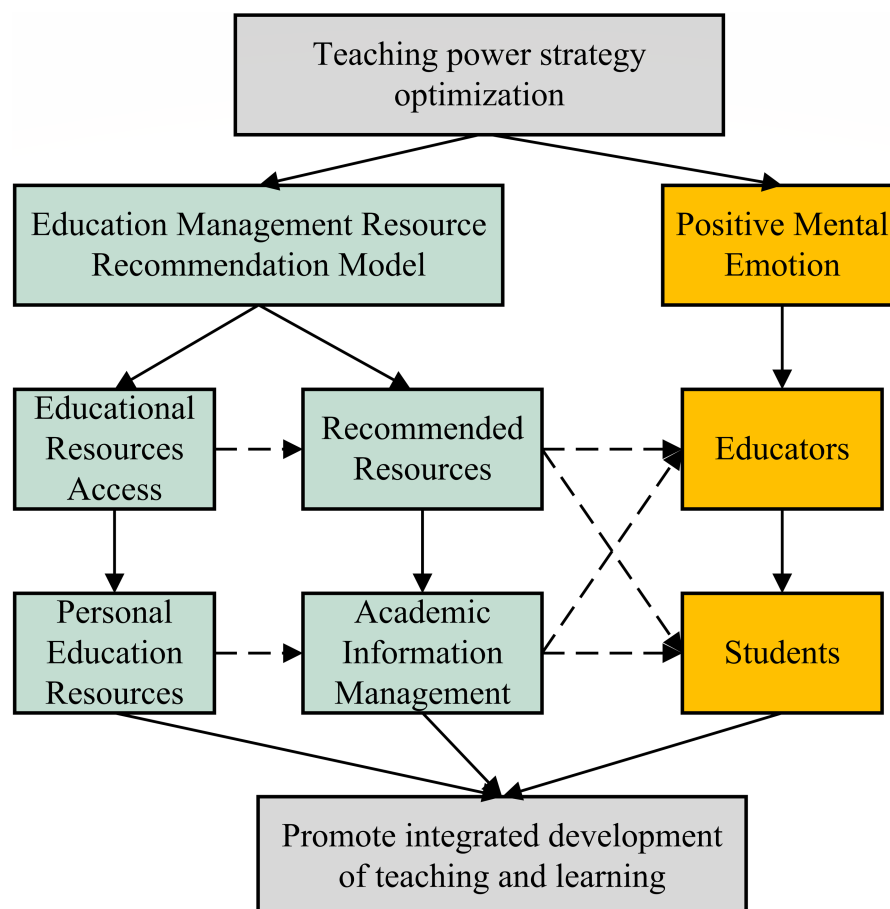 Teaching power strategy
optimization
Education Management Resource
Recommendation Model
Positive Mental
Emotion
Educational
Resources
Access
Recommended
Resources
Educators
Personal
Education
Resources
Academic
Information
Management
Students
Promote integrated development
of teaching and learning